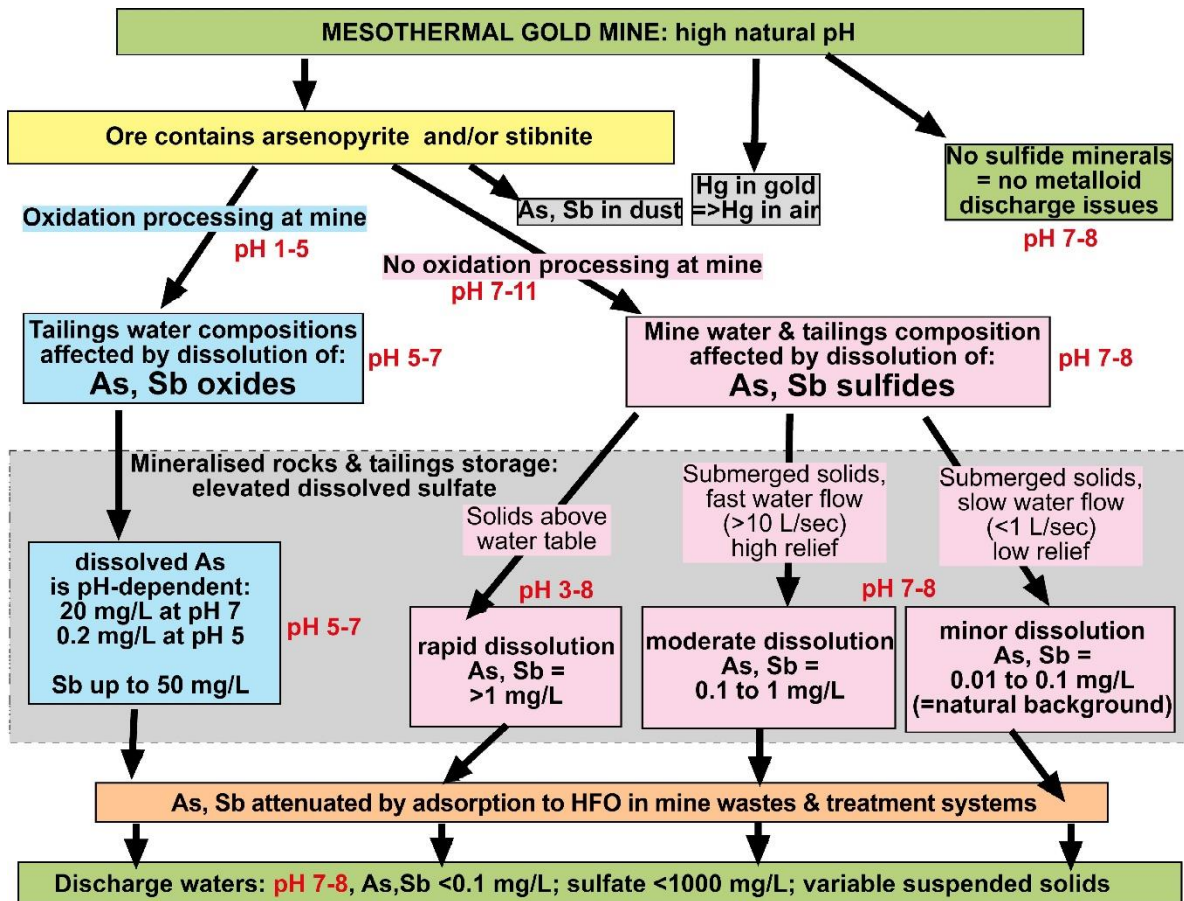 MESOTHERMAL GOLD MINE: high natural pH
Ore contains arsenopyrite and/or stibnite
As, Sb in dust
Hg in gold
=>Hg in air
No sulfide minerals
= no metalloid
discharge issues
pH 7-8
Oxidation processing at mine
pH 1-5
No oxidation processing at mine
pH 7-11
Tailings water compositions
affected by dissolution of:
As, Sb oxides
pH 5-7
Mine water & tailings composition
affected by dissolution of:
As, Sb sulfides
pH 7-8
Mineralised rocks & tailings storage:
elevated dissolved sulfate
Solids above
water table
Submerged solids,
fast water flow
(>10 L/sec)
high relief
Submerged solids,
slow water flow
(<1 L/sec)
low relief
pH 3-8
pH 7-8
dissolved As
is pH-dependent:
20 mg/L at pH 7
0.2 mg/L at pH 5
Sb up to 50 mg/L
pH 5-7
rapid dissolution
As, Sb =
>1 mg/L
moderate dissolution
As, Sb =
0.1 to 1 mg/L
minor dissolution
As, Sb =
0.01 to 0.1 mg/L
(=natural background)
As, Sb attenuated by adsorption to HFO in mine wastes & treatment systems
Discharge waters: pH 7-8, As,Sb <0.1 mg/L; sulfate <1000 mg/L; variable suspended solids